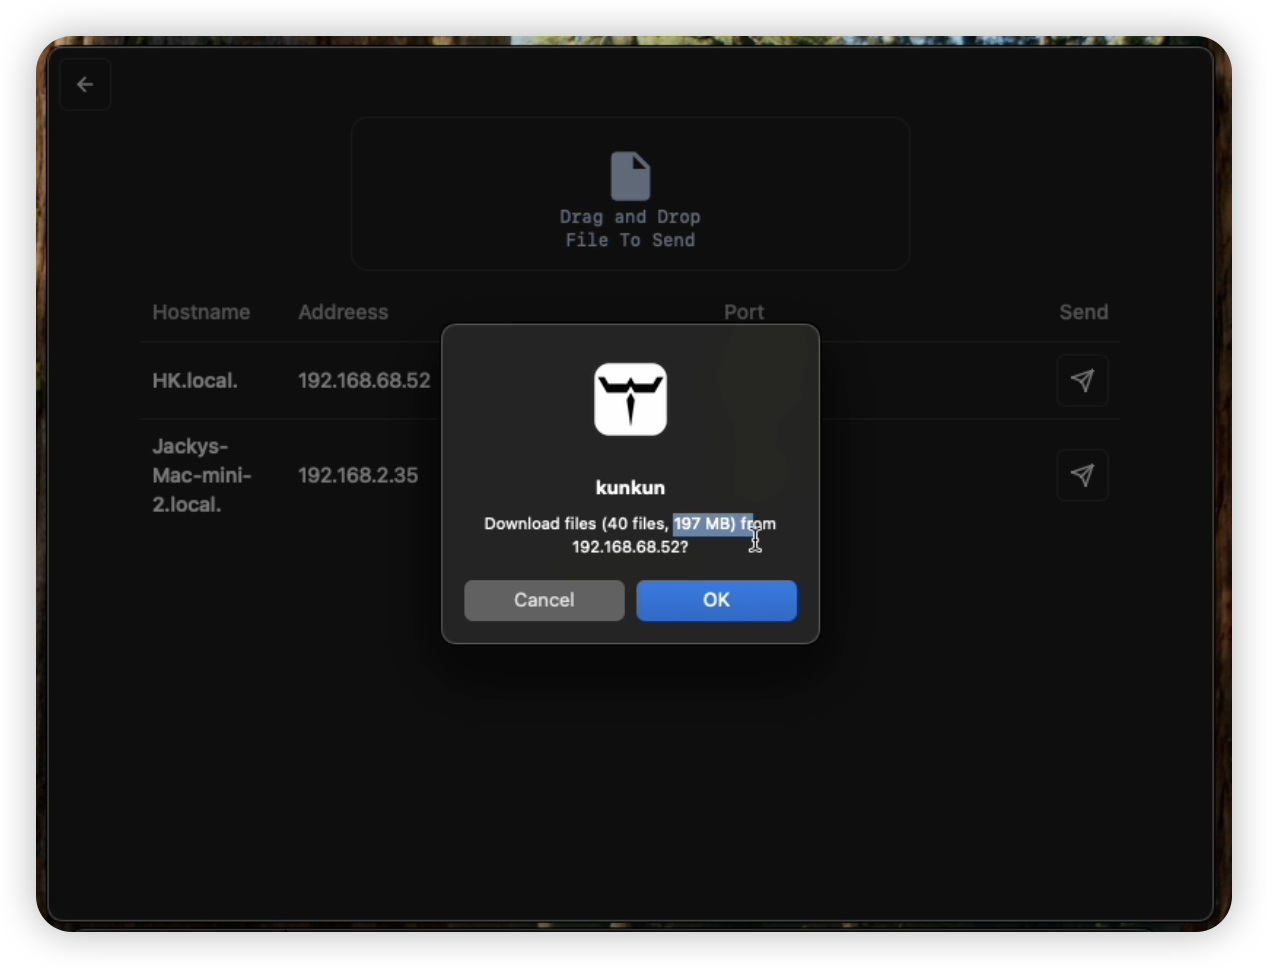 Drag and Drop
File To Send
Hostname Addreess Port Send
HK.local. 192.168.68.52
Jackys-
Mac-mini-
2.local.
192.168.2.35
kunkun
Download files (40 files, 197 MB) from
192.168.68.52?
Cancel OK